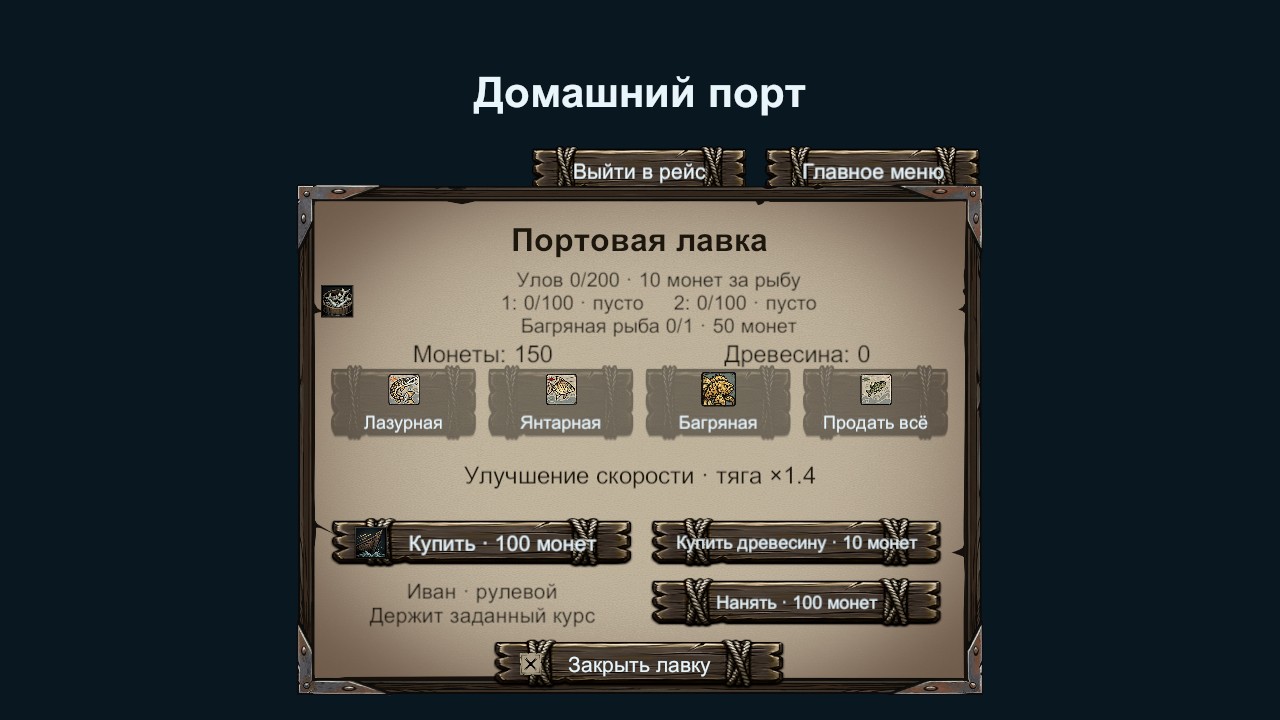 Домашний порт
Выйти в рейс
Главное меню
Портовая лавка
Улов 0/200 · 10 монет за рыбу
1: 0/100 · пусто 2: 0/100 · пусто
Багряная рыба 0/1 · 50 монет
Монеты: 150 Древесина: 0
Лазурная
Янтарная
Багряная
Продать всё
Улучшение скорости · тяга ×1.4
Купить · 100 монет
Купить древесину · 10 монет
Иван · рулевой
Держит заданный курс
Нанять · 100 монет
Закрыть лавку